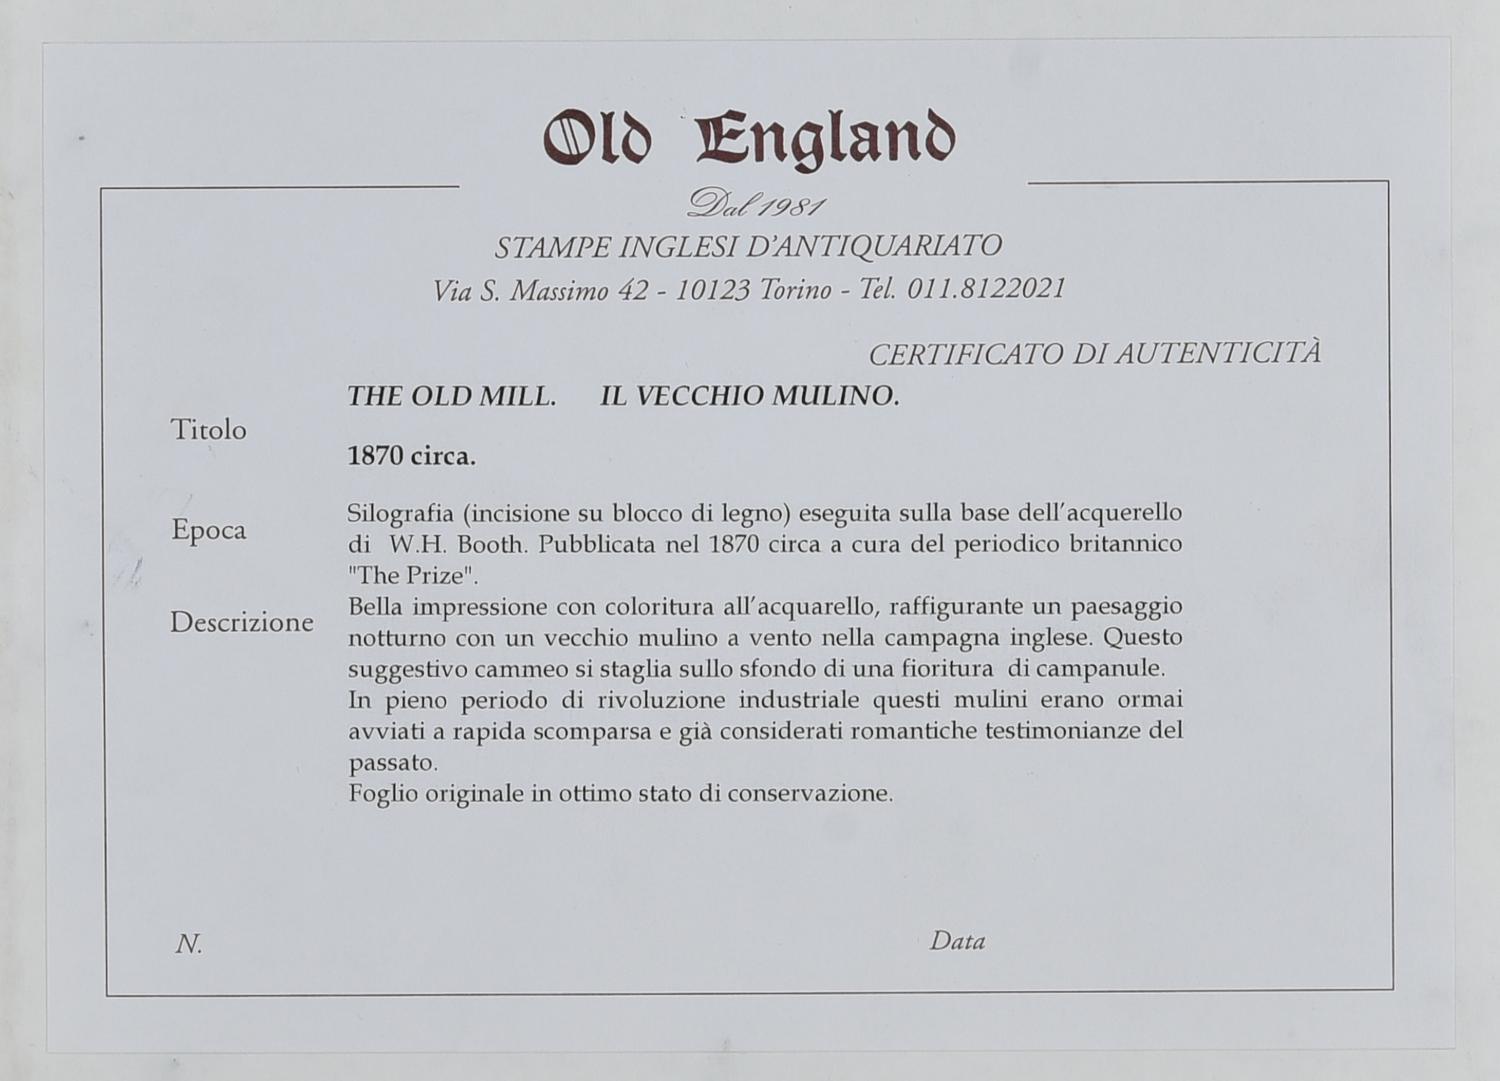 Old England
Dal 1981
STAMPE INGLESI D'ANTIQUARIATO
Via S. Massimo 42 - 10123 Torino - Tel. 011.8122021
CERTIFICATO DI AUTENTICITÀ
THE OLD MILL. IL VECCHIO MULINO.
Titolo
1870 circa.
Epoca
Silografia (incisione su blocco di legno) eseguita sulla base dell'acquerello
di W.H. Booth. Pubblicata nel 1870 circa a cura del periodico britannico
"The Prize".
Descrizione
Bella impressione con coloritura all'acquarello, raffigurante un paesaggio
notturno con un vecchio mulino a vento nella campagna inglese. Questo
suggestivo cammeo si staglia sullo sfondo di una fioritura di campanule.
In pieno periodo di rivoluzione industriale questi mulini erano ormai
avviati a rapida scomparsa e già considerati romantiche testimonianze del
passato.
Foglio originale in ottimo stato di conservazione.
N.
Data